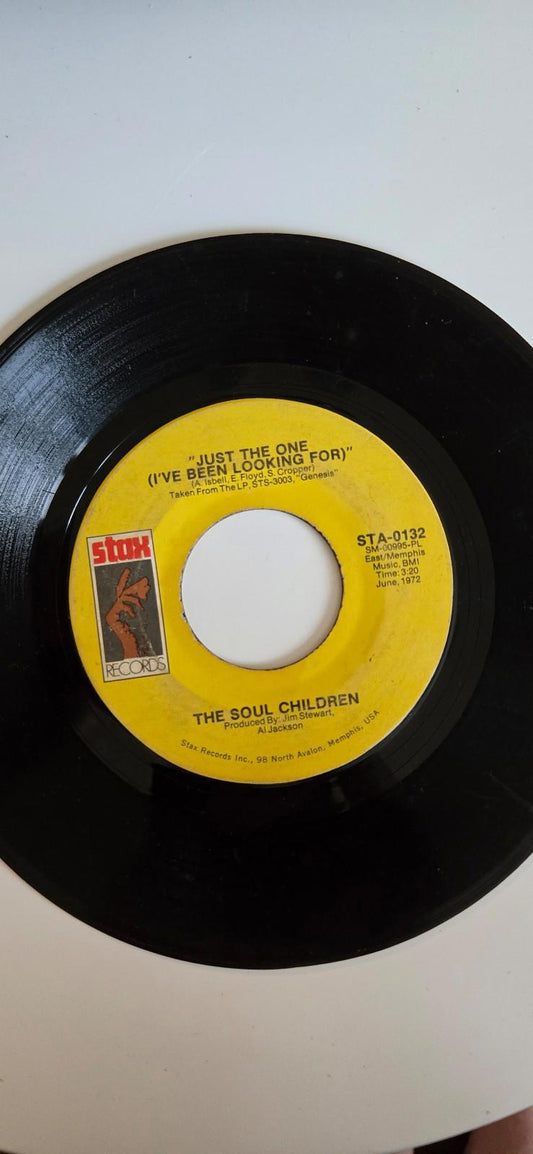 "JUST THE ONE
(I'VE BEEN LOOKING FOR)"
(A. Isbell, E. Floyd, S. Cropper)
Taken From The LP, STS-3003, "Genesis"
stax
RECORDS
STA-0132
SM-00995-PL
East/Memphis
Music, BMI
Time: 3:20
June, 1972
THE SOUL CHILDREN
Produced By: Jim Stewart,
Al Jackson
Stax Records Inc., 98 North Avalon, Memphis, USA